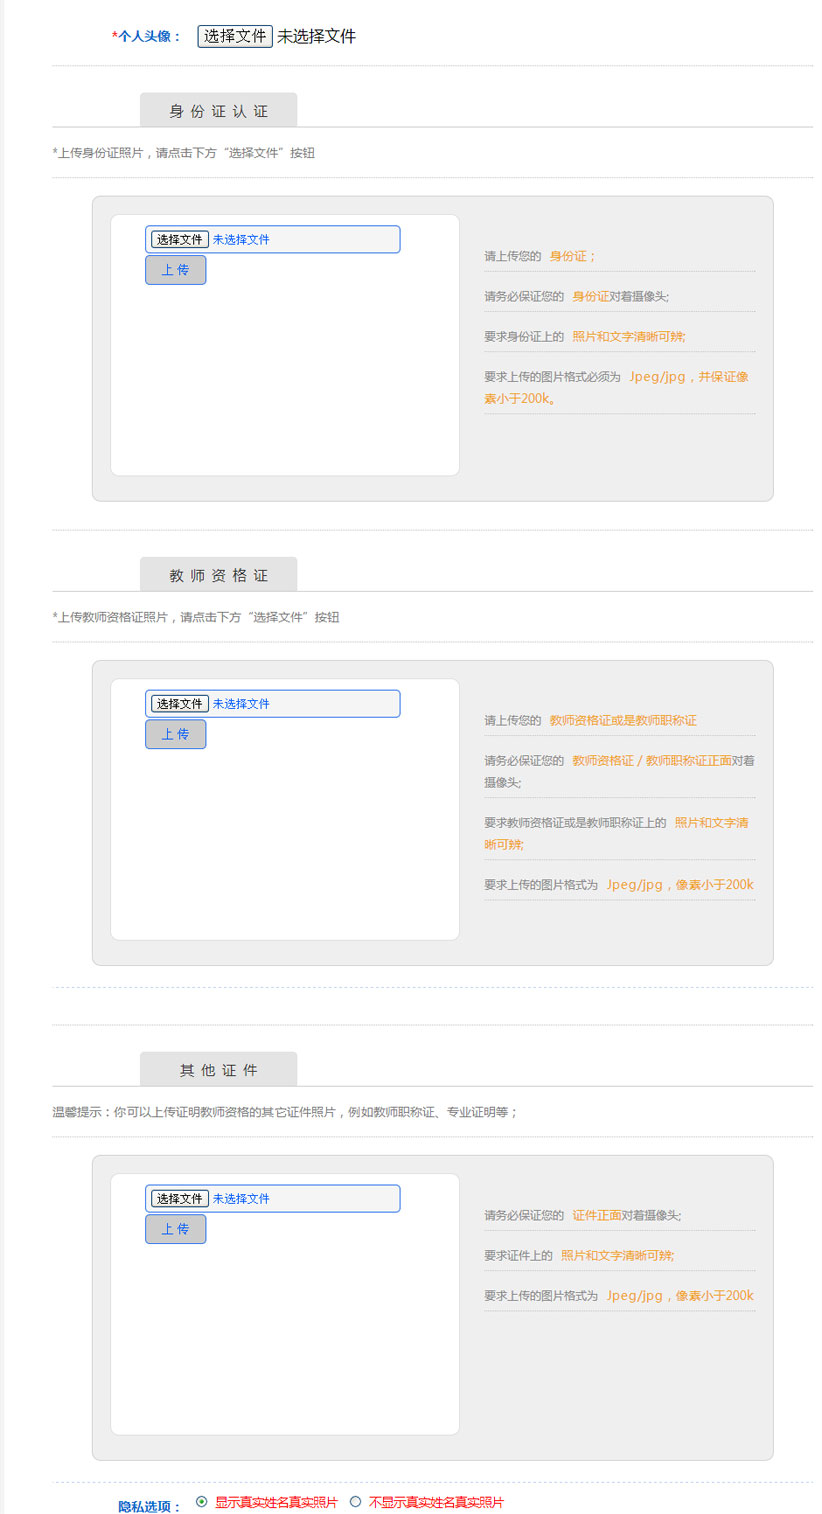 *个人头像： 选择文件 未选择文件
身份证认证
*上传身份证照片，请点击下方“选择文件”按钮
选择文件 未选择文件
上 传
请上传您的 身份证；
请务必保证您的 身份证对着摄像头;
要求身份证上的 照片和文字清晰可辨;
要求上传的图片格式必须为 Jpeg/jpg，并保证像
素小于200k。
教师资格证
*上传教师资格证照片，请点击下方“选择文件”按钮
选择文件 未选择文件
上 传
请上传您的 教师资格证或是教师职称证
请务必保证您的 教师资格证 / 教师职称证正面对着
摄像头;
要求教师资格证或是教师职称证上的 照片和文字清
晰可辨;
要求上传的图片格式为 Jpeg/jpg，像素小于200k
其他证件
温馨提示：你可以上传证明教师资格的其它证件照片，例如教师职称证、专业证明等；
选择文件 未选择文件
上 传
请务必保证您的 证件正面对着摄像头;
要求证件上的 照片和文字清晰可辨;
要求上传的图片格式为 Jpeg/jpg，像素小于200k
隐私选项： 显示真实姓名真实照片 不显示真实姓名真实照片